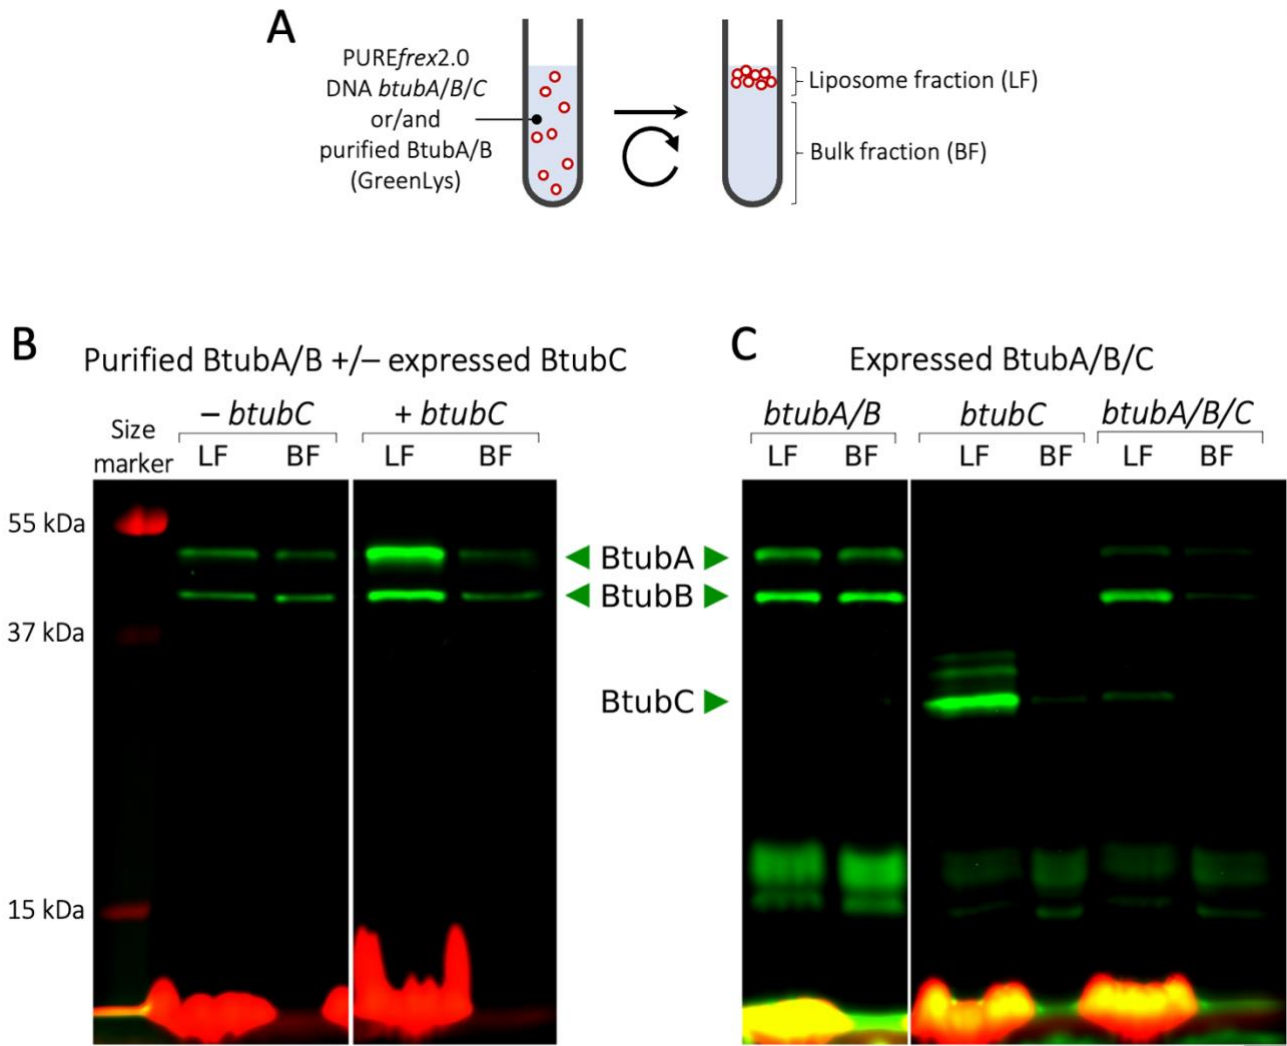 A
PUREfrex2.0
DNA btubA/B/C
or/and
purified BtubA/B
(GreenLys)
Liposome fraction (LF)
Bulk fraction (BF)
B
Purified BtubA/B +/– expressed BtubC
– btubC
+ btubC
Size
marker
LF
BF
LF
BF
55 kDa
37 kDa
15 kDa
BtubA
BtubB
BtubC
C
Expressed BtubA/B/C
btubA/B
btubC
btubA/B/C
LF
BF
LF
BF
LF
BF